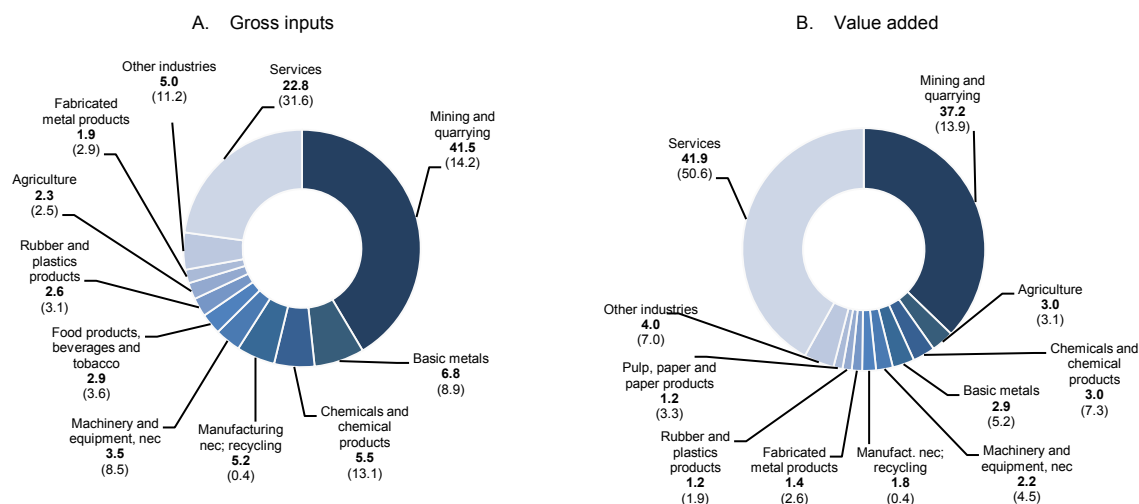 A. Gross inputs
Other industries
5.0
(11.2)
Services
22.8
(31.6)
Fabricated
metal products
1.9
(2.9)
Mining and
quarrying
41.5
(14.2)
Agriculture
2.3
(2.5)
Rubber and
plastics
products
2.6
(3.1)
Food products,
beverages and
tobacco
2.9
(3.6)
Basic metals
6.8
(8.9)
Machinery and
equipment, nec
3.5
(8.5)
Manufacturing
nec; recycling
5.2
(0.4)
Chemicals and
chemical
products
5.5
(13.1)
B. Value added
Mining and
quarrying
37.2
(13.9)
Services
41.9
(50.6)
Agriculture
3.0
(3.1)
Other industries
4.0
(7.0)
Chemicals and
chemical
products
3.0
(7.3)
Pulp, paper and
paper products
1.2
(3.3)
Basic metals
2.9
(5.2)
Rubber and
plastics
products
1.2
(1.9)
Fabricated
metal products
1.4
(2.6)
Manufact. nec;
recycling
1.8
(0.4)
Machinery and
equipment, nec
2.2
(4.5)